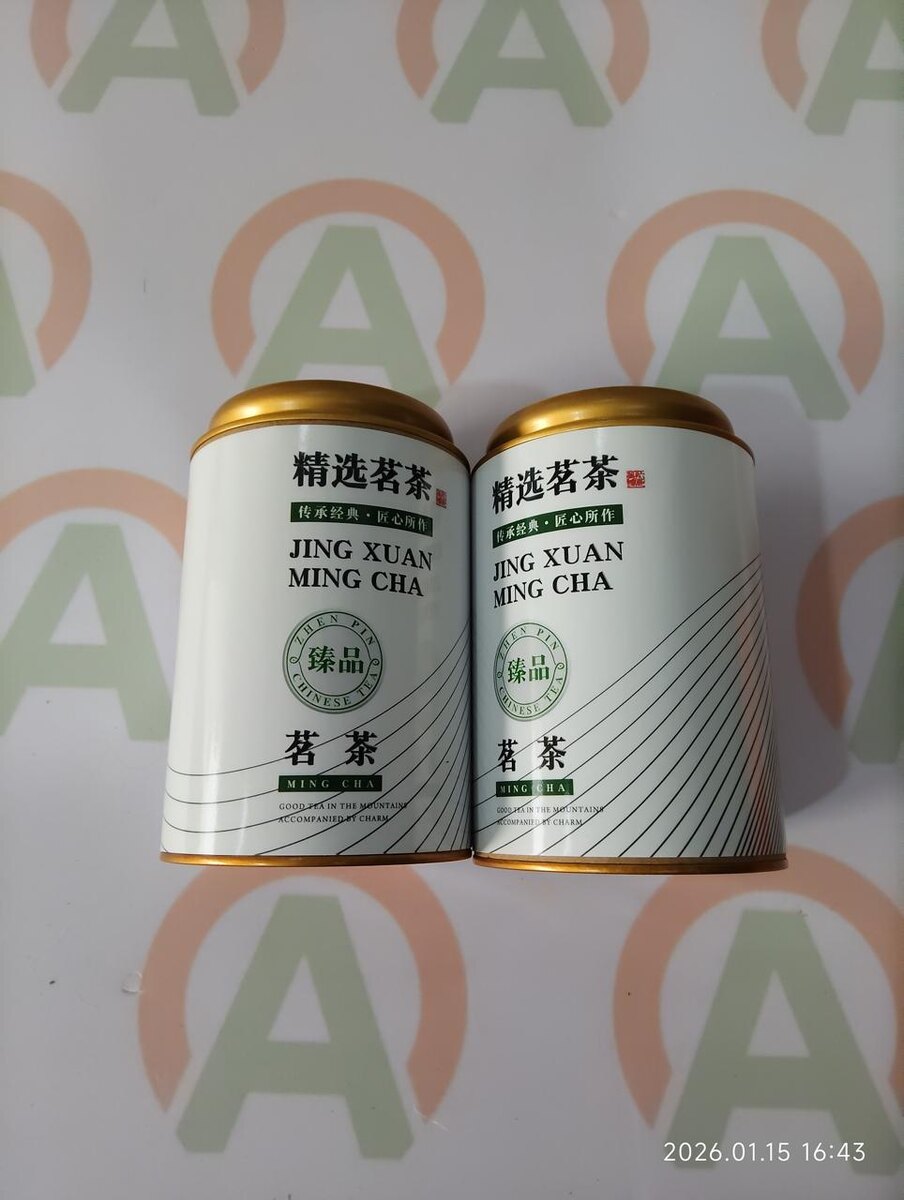 精选茗茶
传承经典·匠心所作
JING XUAN
MING CHA
ZHEN PIN
臻品
CHINESE TEA
茗茶
MING CHA
GOOD TEA IN THE MOUNTAINS
ACCOMPANIED BY CHARM
精选茗茶
传承经典·匠心所作
JING XUAN
MING CHA
ZHEN PIN
臻品
CHINESE TEA
茗茶
MING CHA
GOOD TEA IN THE MOUNTAINS
ACCOMPANIED BY CHARM
A
A
A
A
A
A
A
A
A
A
2026.01.15 16:43